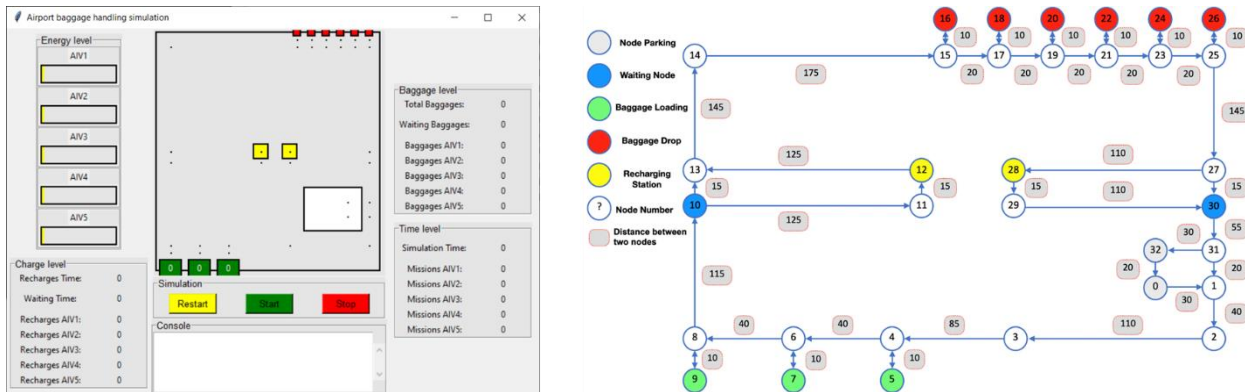 Airport baggage handling simulation
Energy level
AIV1
AIV2
AIV3
AIV4
AIV5
Charge level
Recharges Time: 0
Waiting Time: 0
Recharges AIV1: 0
Recharges AIV2: 0
Recharges AIV3: 0
Recharges AIV4: 0
Recharges AIV5: 0
0 0 0
Simulation
Restart Start Stop
Console
Baggage level
Total Baggages: 0
Waiting Baggages: 0
Baggages AIV1: 0
Baggages AIV2: 0
Baggages AIV3: 0
Baggages AIV4: 0
Baggages AIV5: 0
Time level
Simulation Time: 0
Missions AIV1: 0
Missions AIV2: 0
Missions AIV3: 0
Missions AIV4: 0
Missions AIV5: 0
Node Parking
Waiting Node
Baggage Loading
Baggage Drop
Recharging
Station
? Node Number
Distance between
two nodes
16 18 20 22 24 26
10 10 10 10 10 10
14 15 17 19 21 23 25
175 20 20 20 20 20
145 145
125 110
13 12 28 27
15 15 15 110 15
10 11 29 30
125 55
30
32 31
115 20 20
0 1
30 40
40 40 85 110
8 6 4 3 2
10 10 10
9 7 5